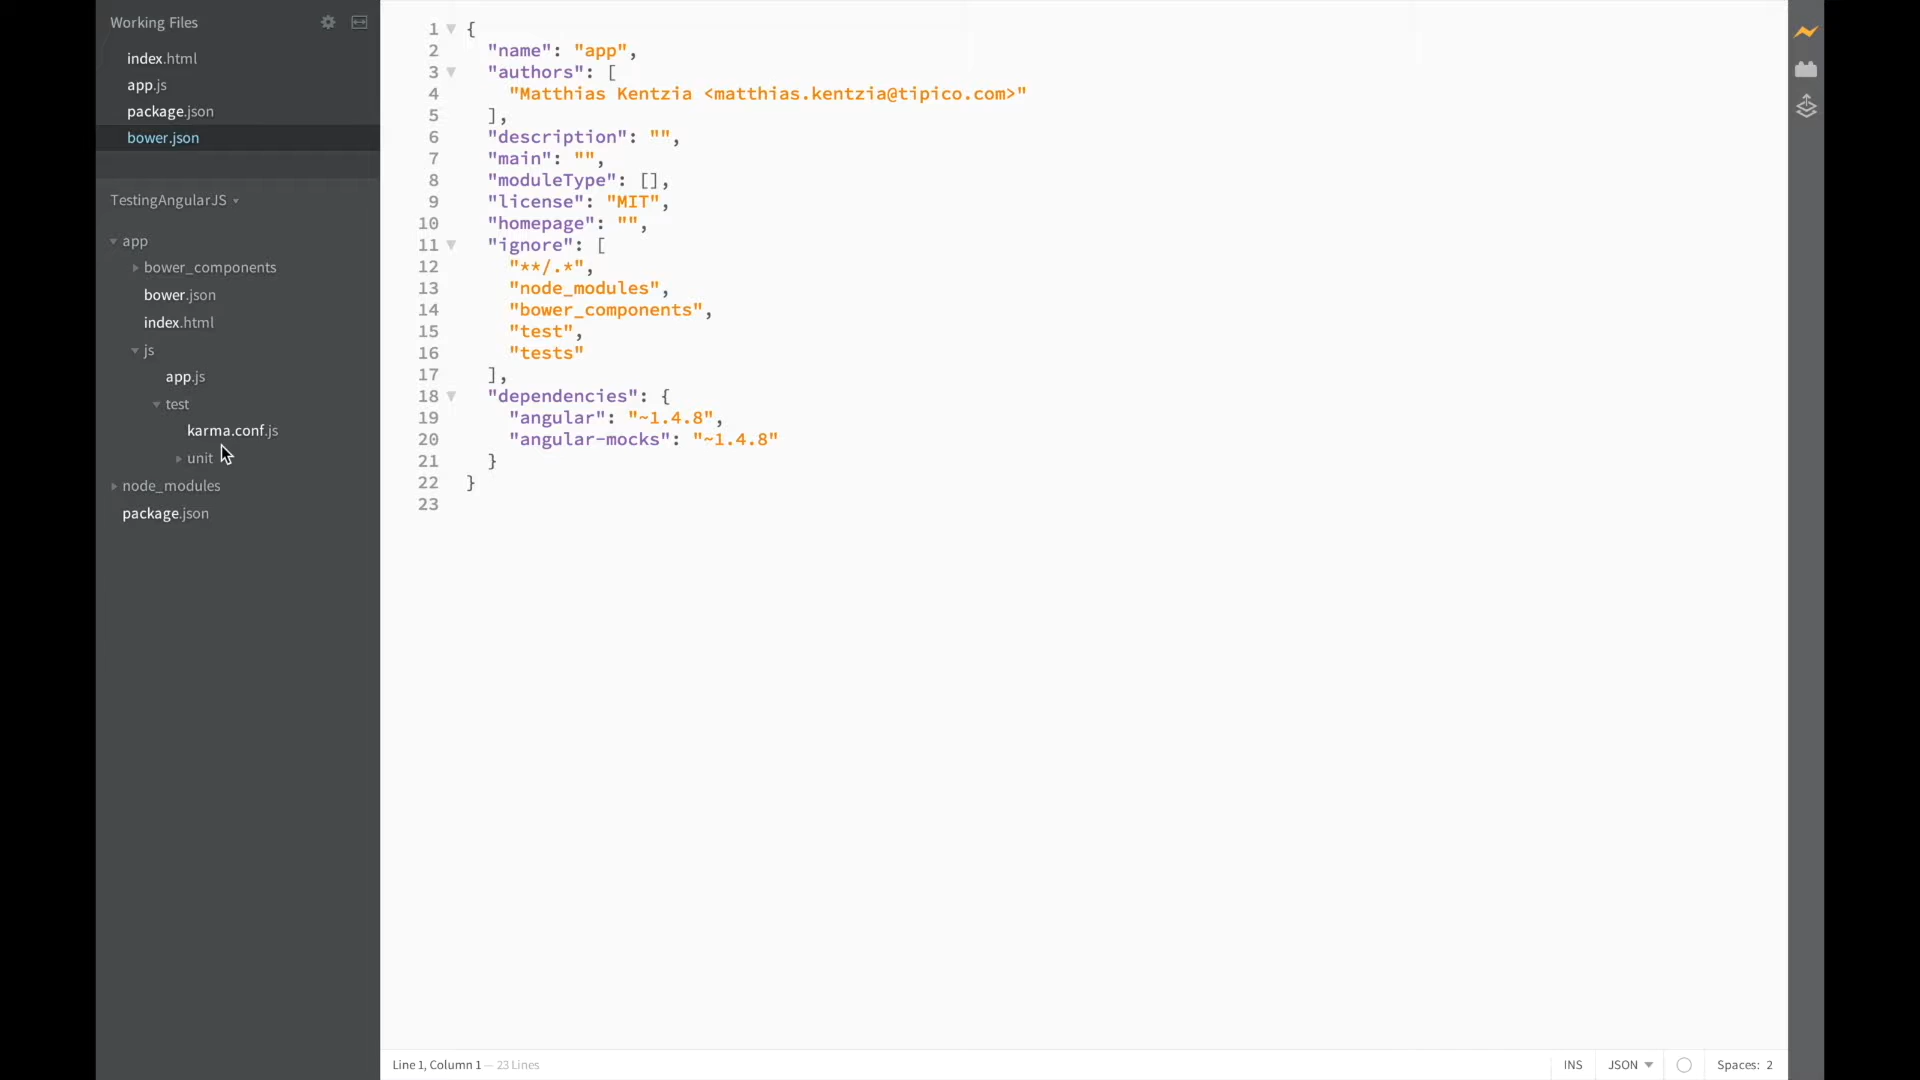 Working Files
index.html
app.js
package.json
bower.json
TestingAngularJS
app
bower_components
bower.json
index.html
js
app.js
test
karma.conf.js
unit
node_modules
package.json
1 {
2 "name": "app",
3 "authors": [
4 "Matthias Kentzia <matthias.kentzia@tipico.com>"
5 ],
6 "description": "",
7 "main": "",
8 "moduleType": [],
9 "license": "MIT",
10 "homepage": "",
11 "ignore": [
12 "**/.*",
13 "node_modules",
14 "bower_components",
15 "test",
16 "tests"
17 ],
18 "dependencies": {
19 "angular": "~1.4.8",
20 "angular-mocks": "~1.4.8"
21 }
22 }
23
Line 1, Column 1 — 23 Lines INS JSON Spaces: 2